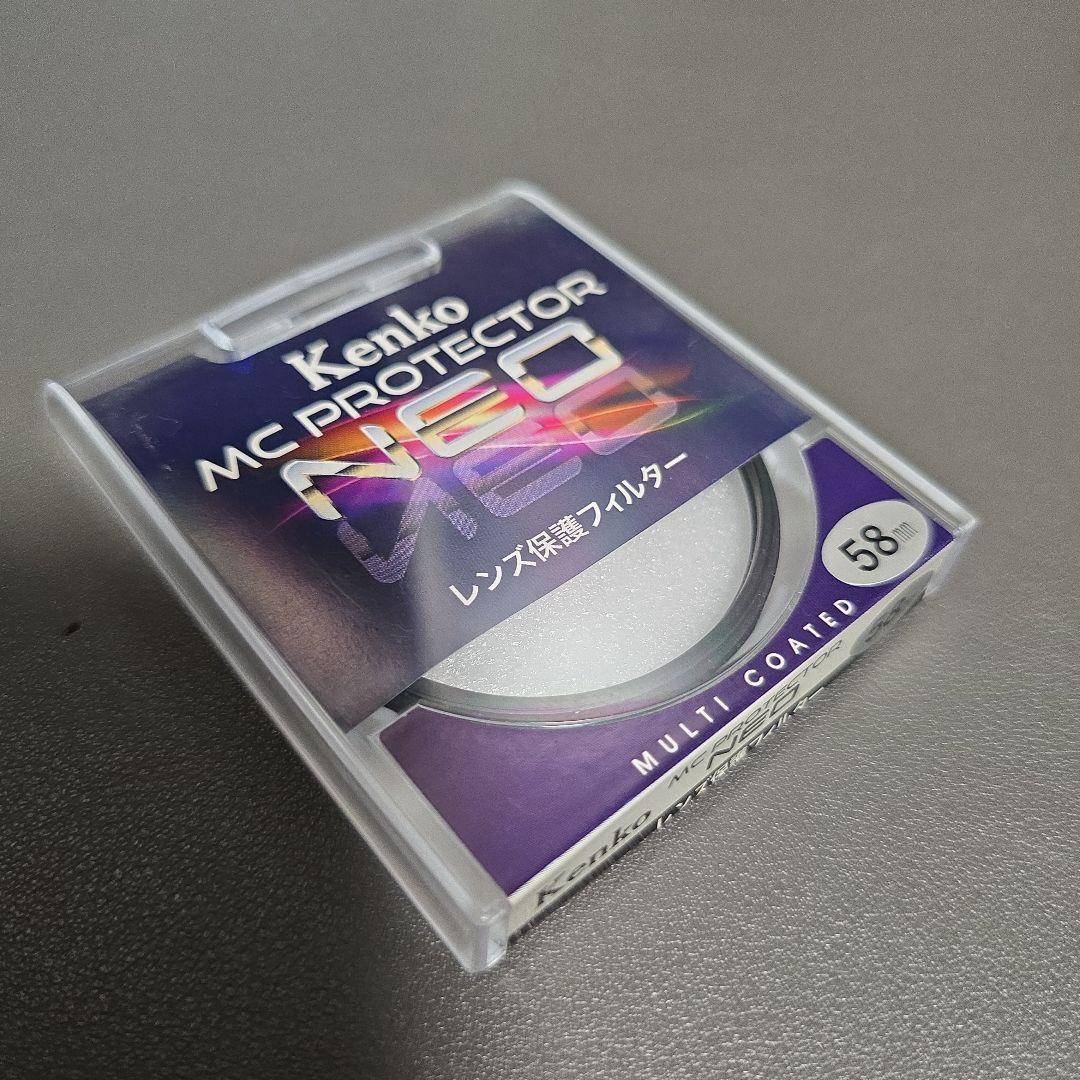 Kenko
MC PROTECTOR
NEO
レンズ保護フィルター
58mm
MULTI COATED
Kenko
MC PROTECTOR
NEO